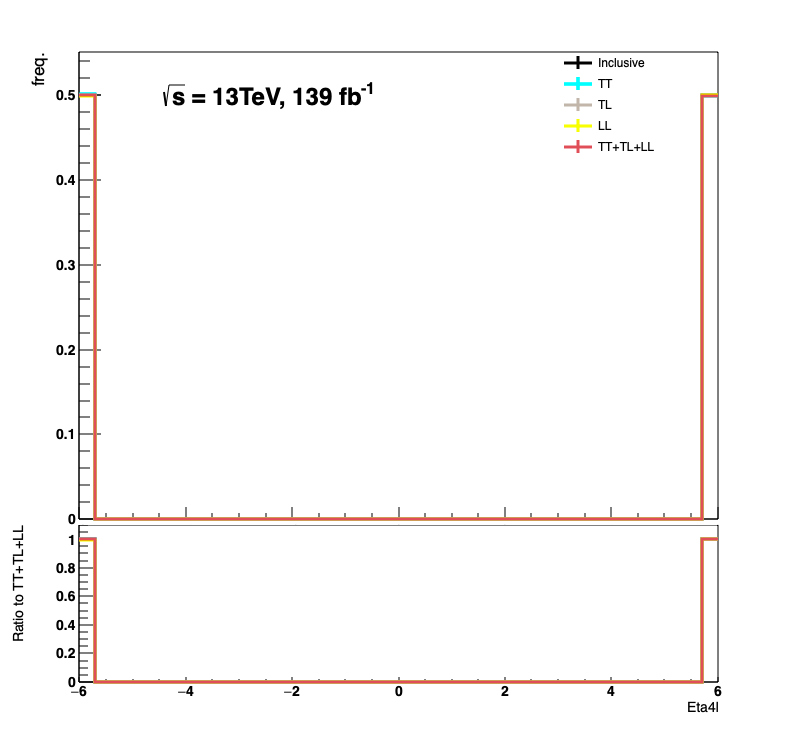 freq.
√s = 13TeV, 139 fb⁻¹
Inclusive
TT
TL
LL
TT+TL+LL
0.5
0.4
0.3
0.2
0.1
0
Ratio to TT+TL+LL
1
0.8
0.6
0.4
0.2
0
−6 −4 −2 0 2 4 6
Eta4l